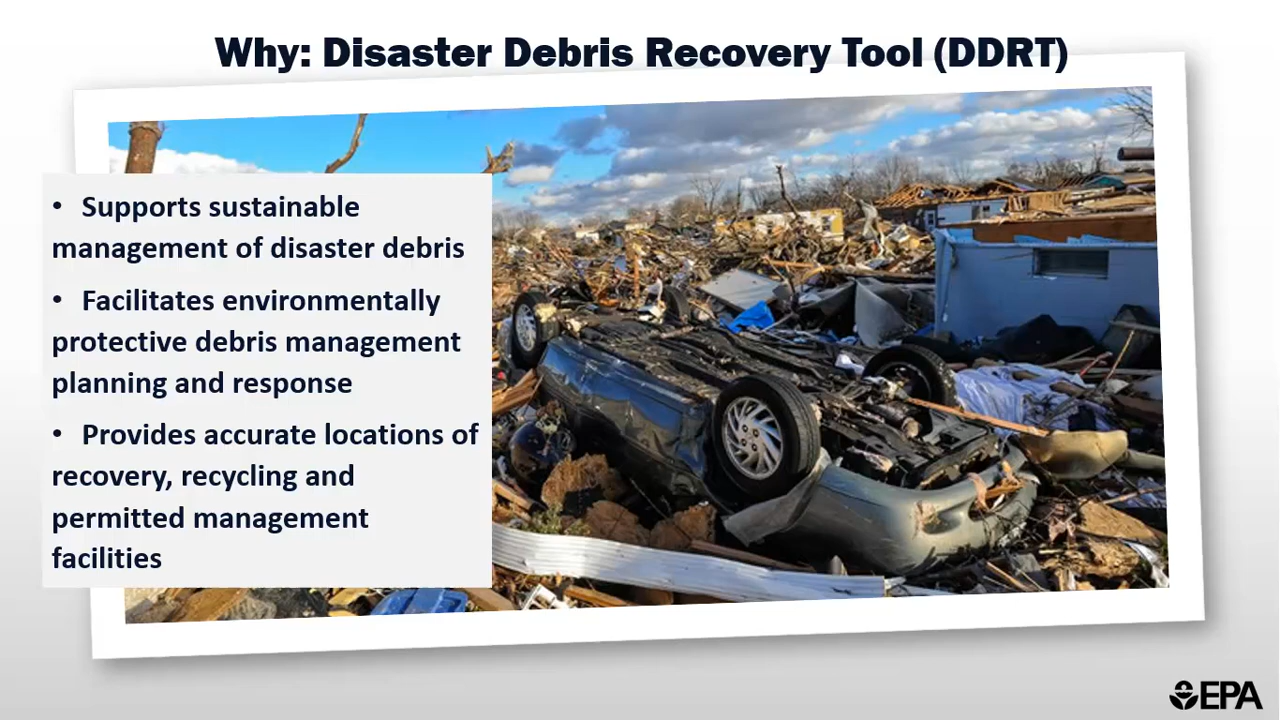 Why: Disaster Debris Recovery Tool (DDRT)
• Supports sustainable
management of disaster debris
• Facilitates environmentally
protective debris management
planning and response
• Provides accurate locations of
recovery, recycling and
permitted management
facilities
EPA